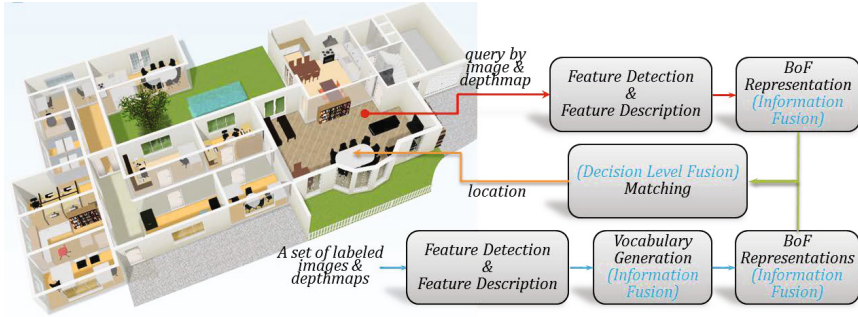 query by
image &
depthmap
Feature Detection
&
Feature Description
BoF
Representation
(Information
Fusion)
(Decision Level Fusion)
Matching
location
A set of labeled
images &
depthmaps
Feature Detection
&
Feature Description
Vocabulary
Generation
(Information
Fusion)
BoF
Representations
(Information
Fusion)